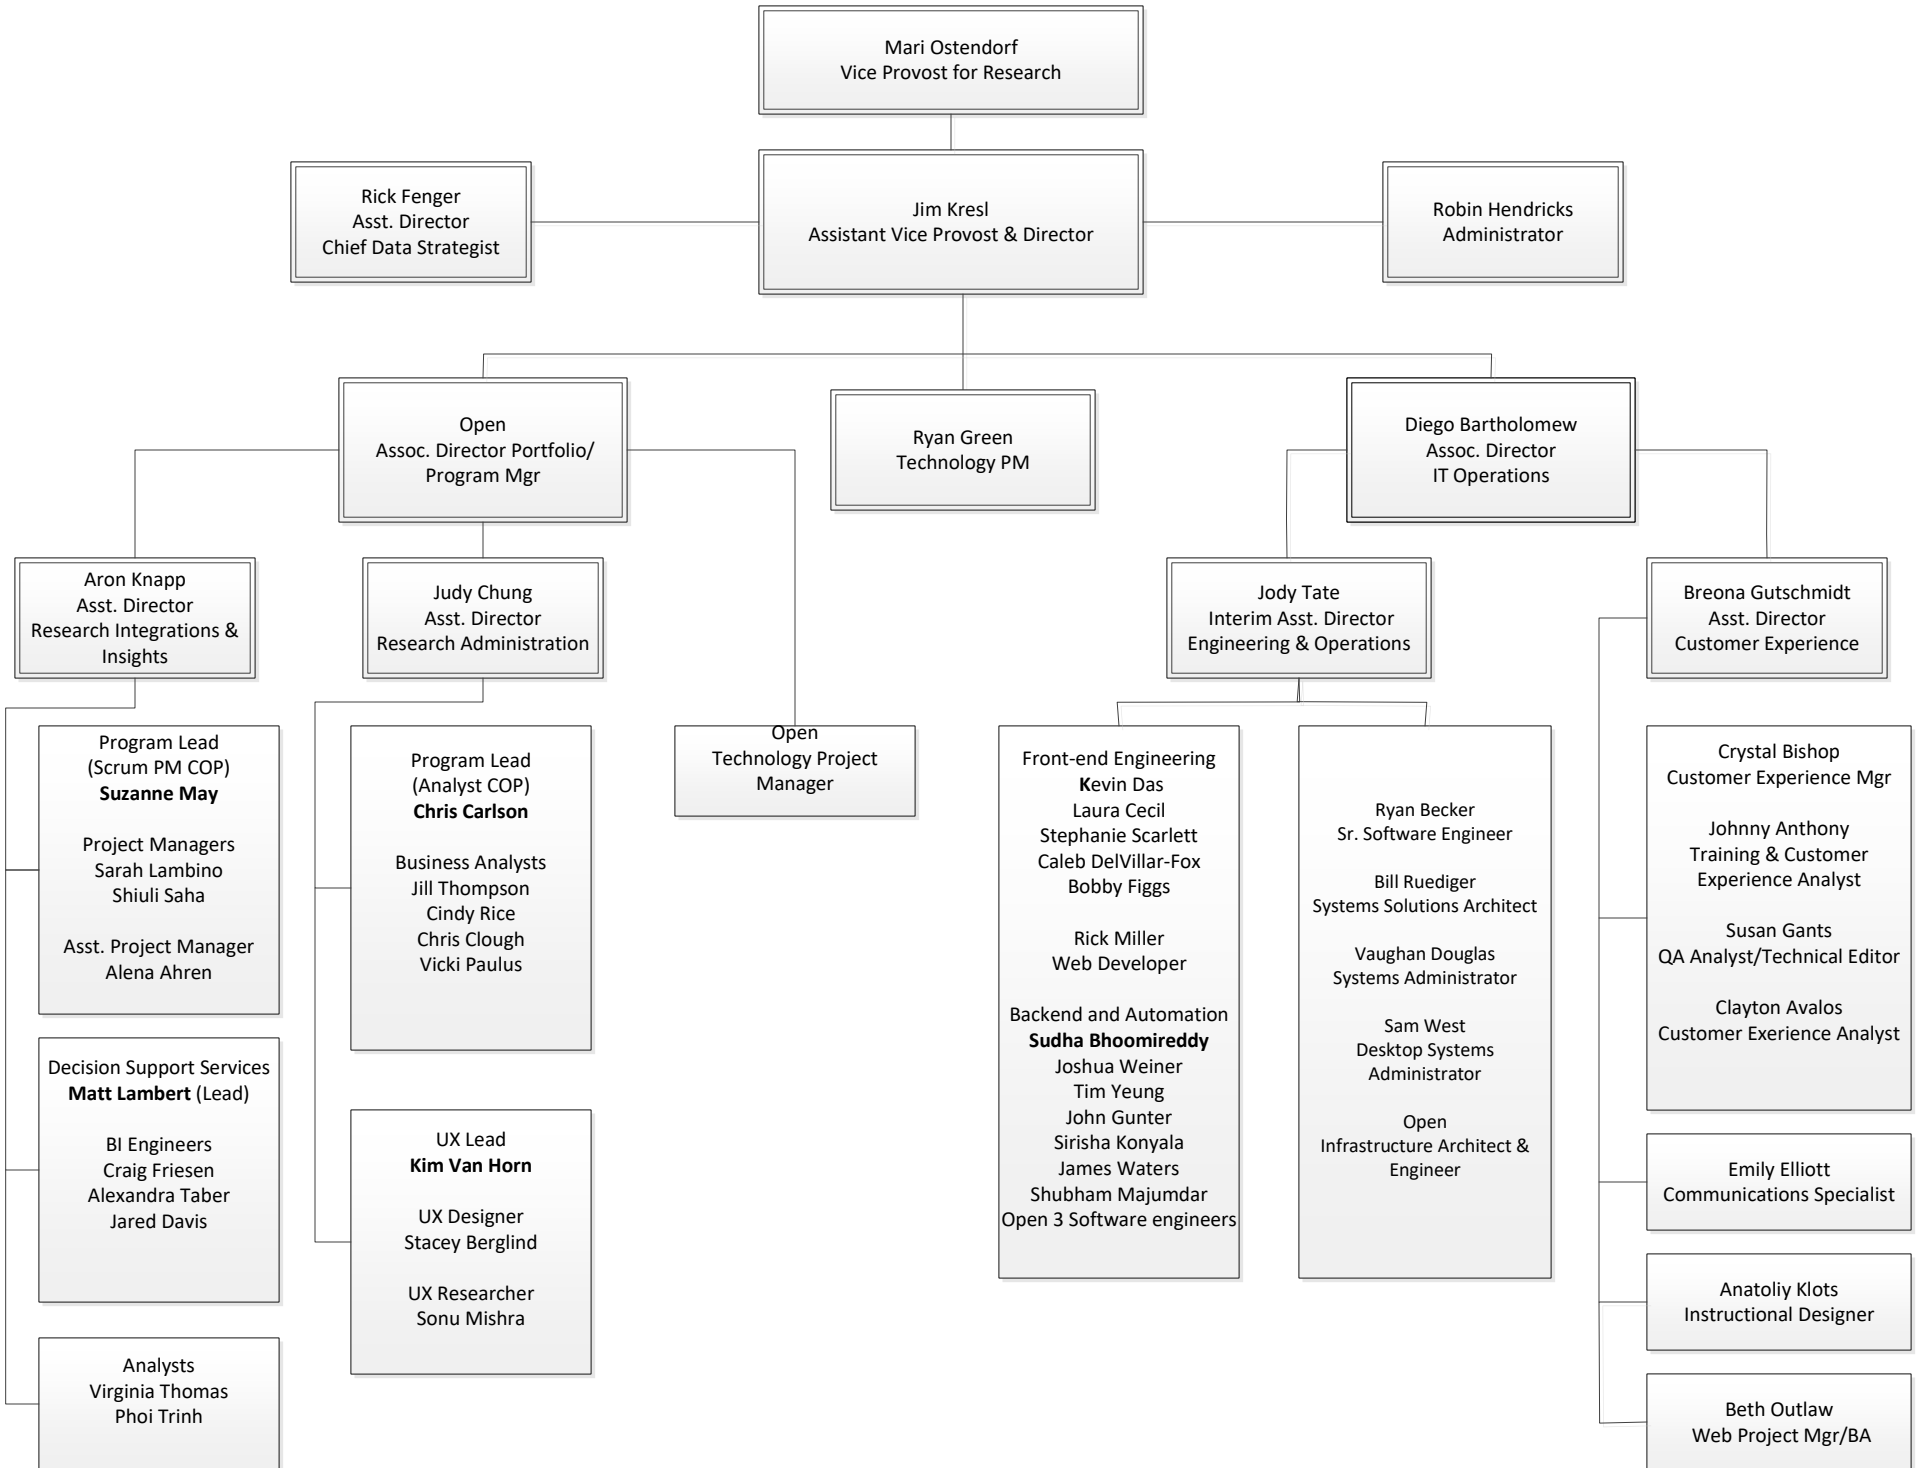 Mari Ostendorf
Vice Provost for Research
Rick Fenger
Asst. Director
Chief Data Strategist
Jim Kresl
Assistant Vice Provost & Director
Robin Hendricks
Administrator
Open
Assoc. Director Portfolio/
Program Mgr
Ryan Green
Technology PM
Diego Bartholomew
Assoc. Director
IT Operations
Aron Knapp
Asst. Director
Research Integrations &
Insights
Judy Chung
Asst. Director
Research Administration
Jody Tate
Interim Asst. Director
Engineering & Operations
Breona Gutschmidt
Asst. Director
Customer Experience
Program Lead
(Scrum PM COP)
Suzanne May
Project Managers
Sarah Lambino
Shiuli Saha
Asst. Project Manager
Alena Ahren
Decision Support Services
Matt Lambert (Lead)
BI Engineers
Craig Friesen
Alexandra Taber
Jared Davis
Analysts
Virginia Thomas
Phoi Trinh
Program Lead
(Analyst COP)
Chris Carlson
Business Analysts
Jill Thompson
Cindy Rice
Chris Clough
Vicki Paulus
UX Lead
Kim Van Horn
UX Designer
Stacey Berglind
UX Researcher
Sonu Mishra
Open
Technology Project
Manager
Front-end Engineering
Kevin Das
Laura Cecil
Stephanie Scarlett
Caleb DelVillar-Fox
Bobby Figgs
Rick Miller
Web Developer
Backend and Automation
Sudha Bhoomireddy
Joshua Weiner
Tim Yeung
John Gunter
Sirisha Konyala
James Waters
Shubham Majumdar
Open 3 Software engineers
Ryan Becker
Sr. Software Engineer
Bill Ruediger
Systems Solutions Architect
Vaughan Douglas
Systems Administrator
Sam West
Desktop Systems
Administrator
Open
Infrastructure Architect &
Engineer
Crystal Bishop
Customer Experience Mgr
Johnny Anthony
Training & Customer
Experience Analyst
Susan Gants
QA Analyst/Technical Editor
Clayton Avalos
Customer Exerience Analyst
Emily Elliott
Communications Specialist
Anatoliy Klots
Instructional Designer
Beth Outlaw
Web Project Mgr/BA